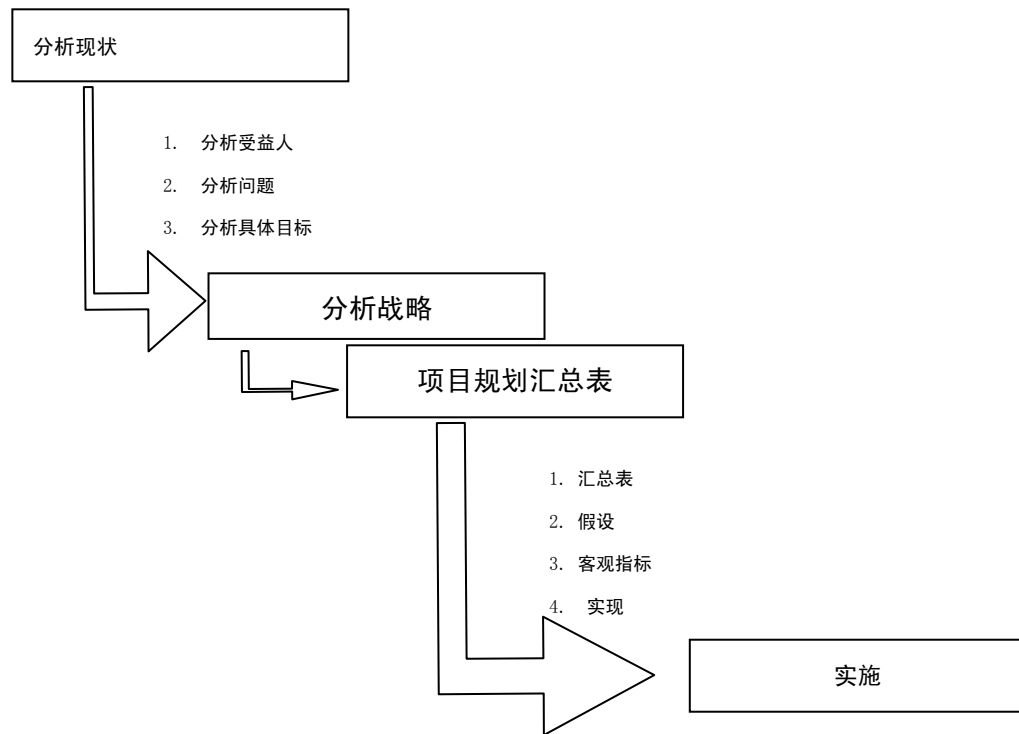 分析现状
1. 分析受益人
2. 分析问题
3. 分析具体目标
分析战略
项目规划汇总表
1. 汇总表
2. 假设
3. 客观指标
4. 实现
实施